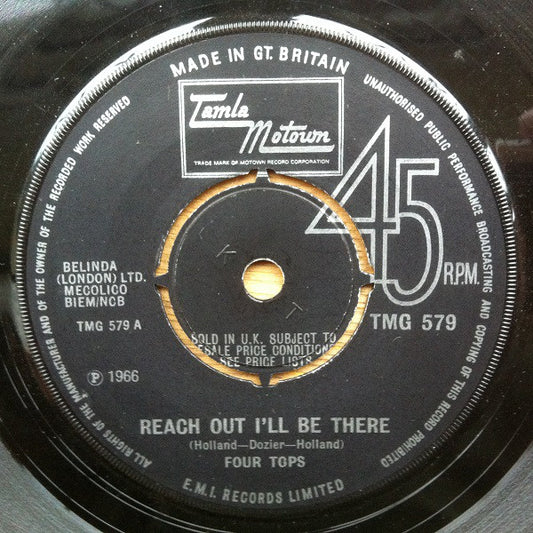 MADE IN GT. BRITAIN
Tamla
Motown
TRADE MARK OF MOTOWN RECORD CORPORATION
45
R.P.M.
BELINDA
(LONDON) LTD.
MECOLICO
BIEM/NCB
TMG 579 A
TMG 579
SOLD IN U.K. SUBJECT TO
RESALE PRICE CONDITIONS
SEE PRICE LISTS
Ⓟ 1966
REACH OUT I'LL BE THERE
(Holland—Dozier—Holland)
FOUR TOPS
E.M.I. RECORDS LIMITED
ALL RIGHTS OF THE MANUFACTURER AND OF THE OWNER OF THE RECORDED WORK RESERVED
UNAUTHORISED PUBLIC PERFORMANCE BROADCASTING AND COPYING OF THIS RECORD PROHIBITED